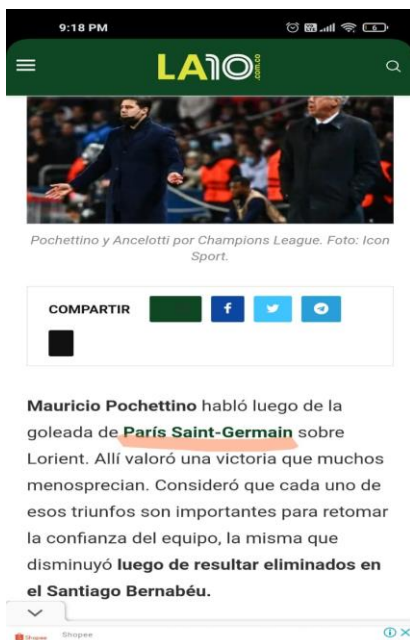 9:18 PM
6
LA10.com.co
Pochettino y Ancelotti por Champions League. Foto: Icon
Sport.
COMPARTIR
f
Mauricio Pochettino habló luego de la
goleada de París Saint-Germain sobre
Lorient. Allí valoró una victoria que muchos
menosprecian. Consideró que cada uno de
esos triunfos son importantes para retomar
la confianza del equipo, la misma que
disminuyó luego de resultar eliminados en
el Santiago Bernabéu.
Shopee Shopee